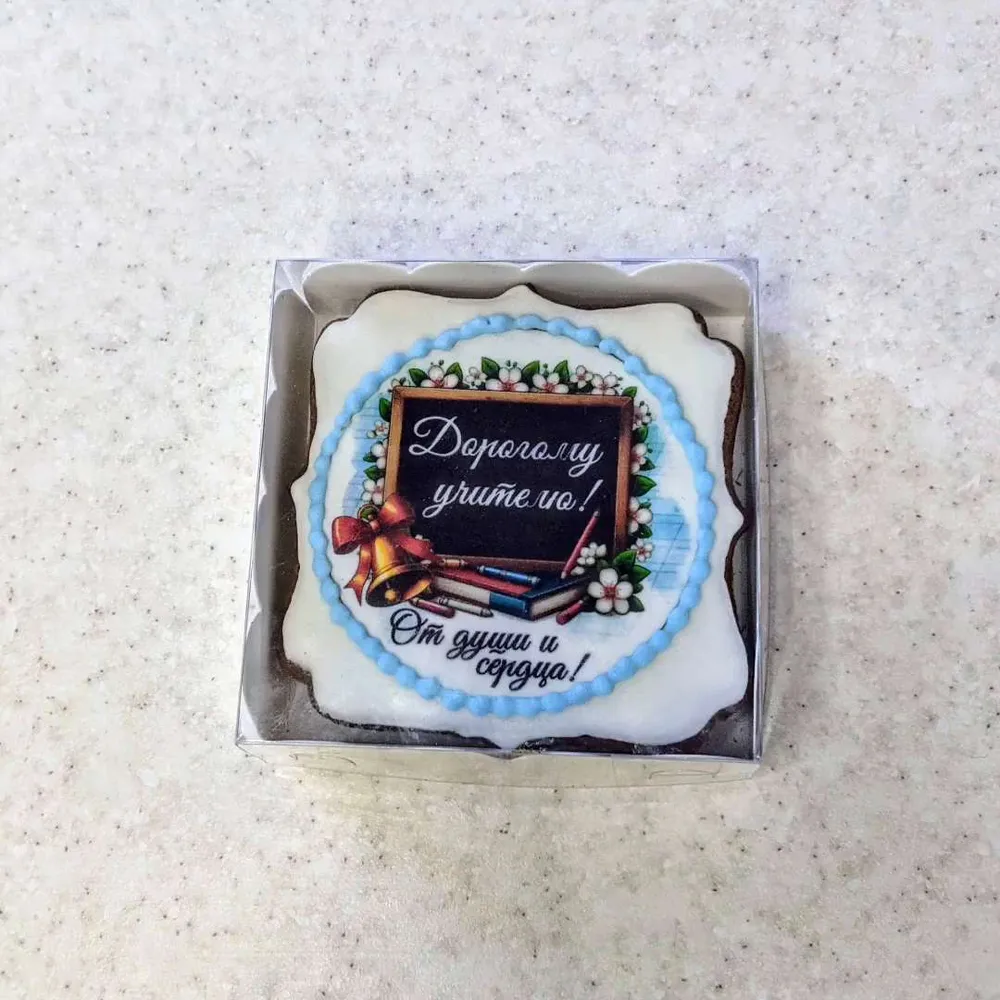 Дорогому
учителю!
От души и
сердца!